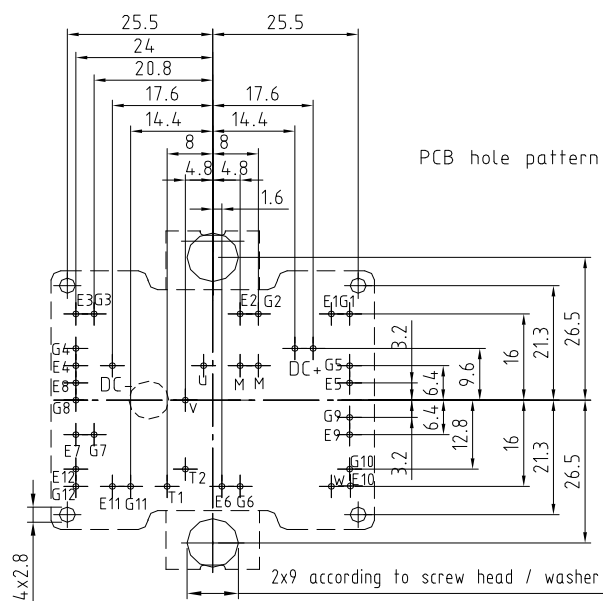 25.5 25.5
24
20.8
17.6 17.6
14.4 14.4
8 8
4.8 4.8
1.6
PCB hole pattern
E3 G3 E2 G2 E1 G1
G4
E4 DC- U M M DC+ G5
E8 E5
G8 V G9
E7 G7 E9
E12 T2 G10
G12 E11 G11 T1 E6 G6 W E10
3.2
6.4
9.6
16
21.3
26.5
3.2
6.4
12.8
16
21.3
26.5
4x2.8
2x9 according to screw head / washer